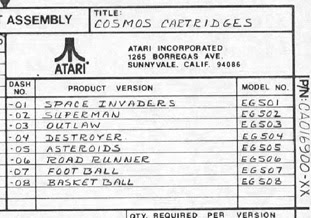 ASSEMBLY
TITLE:
COSMOS CARTRIDGES
ATARI
ATARI INCORPORATED
1265 BORREGAS AVE.
SUNNYVALE. CALIF. 94086
DASH NO. PRODUCT VERSION MODEL NO.
-01 SPACE INVADERS EG501
-02 SUPERMAN EG502
-03 OUTLAW EG503
-04 DESTROYER EG504
-05 ASTEROIDS EG505
-06 ROAD RUNNER EG506
-07 FOOTBALL EG507
-08 BASKETBALL EG508
P/N: CA016900-XX
QTY. REQUIRED PER VERSION